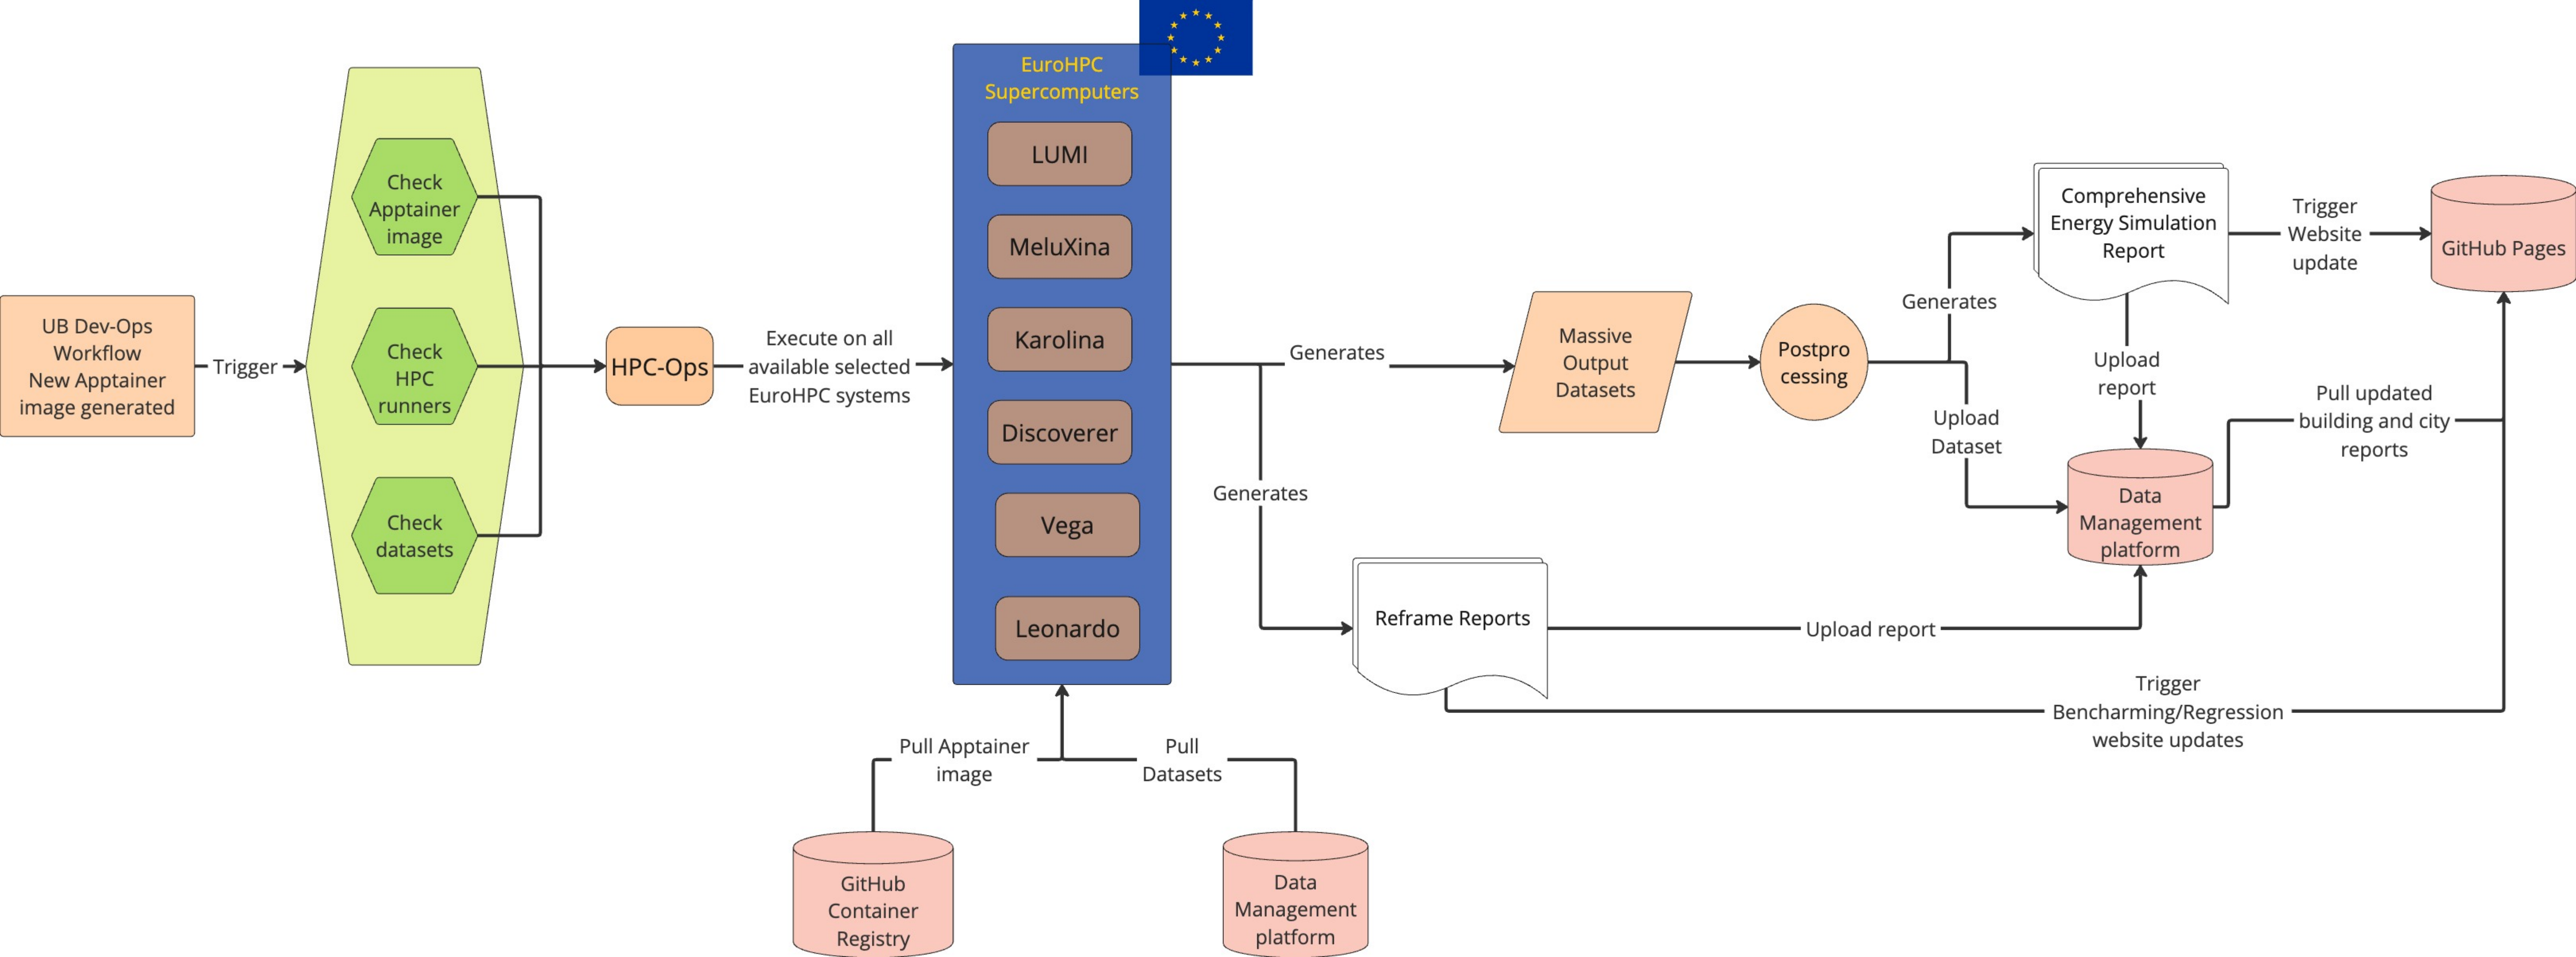 UB Dev-Ops
Workflow
New Apptainer
image generated
Trigger
Check
Apptainer
image
Check
HPC
runners
Check
datasets
HPC-Ops
Execute on all
available selected
EuroHPC systems
EuroHPC
Supercomputers
LUMI
MeluXina
Karolina
Discoverer
Vega
Leonardo
Pull Apptainer
image
Pull
Datasets
GitHub
Container
Registry
Data
Management
platform
Generates
Generates
Massive
Output
Datasets
Postpro
cessing
Reframe Reports
Generates
Upload
Dataset
Comprehensive
Energy Simulation
Report
Trigger
Website
update
GitHub Pages
Upload
report
Data
Management
platform
Pull updated
building and city
reports
Upload report
Trigger
Bencharming/Regression
website updates